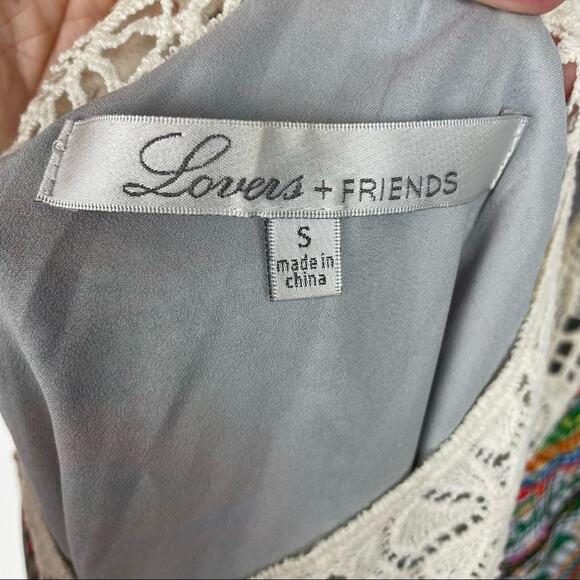 Lovers + FRIENDS
S
made in
china